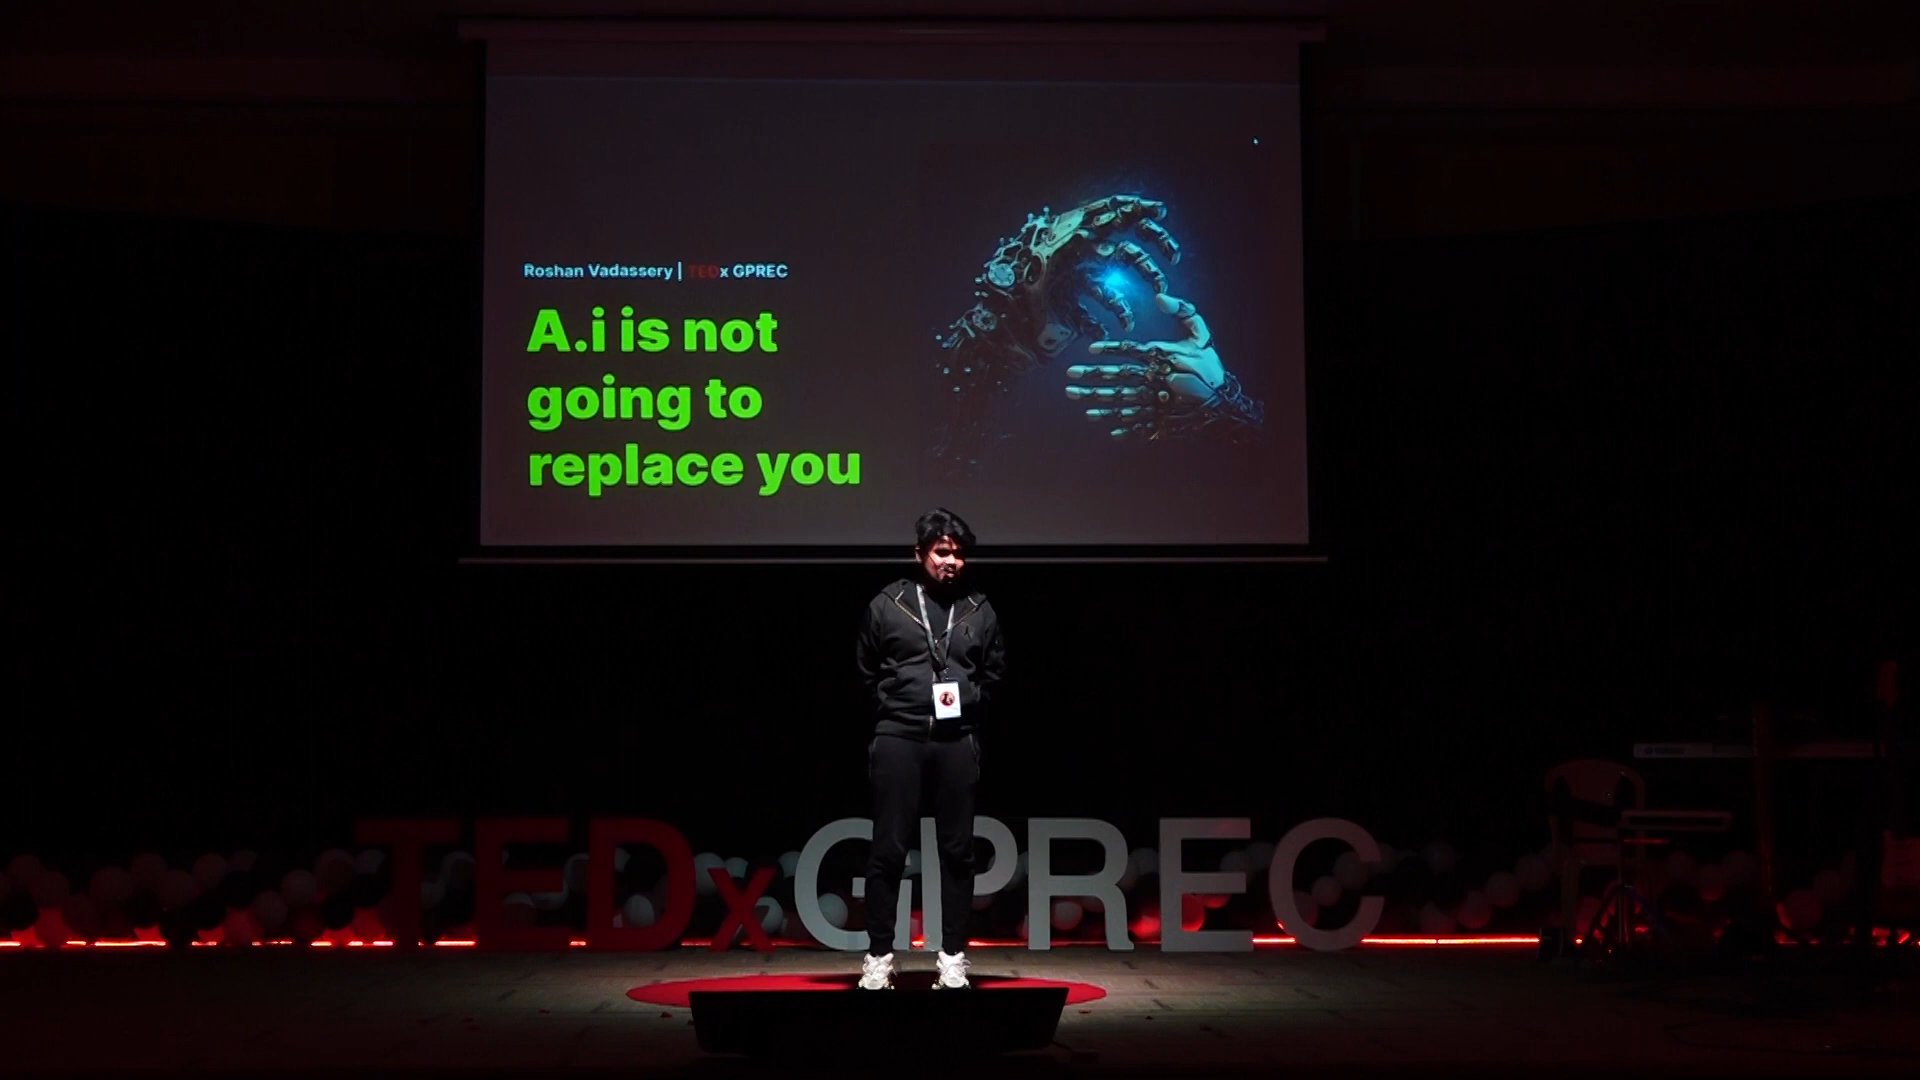 Roshan Vadassery | TEDx GPREC
A.i is not
going to
replace you
TEDxGPREC